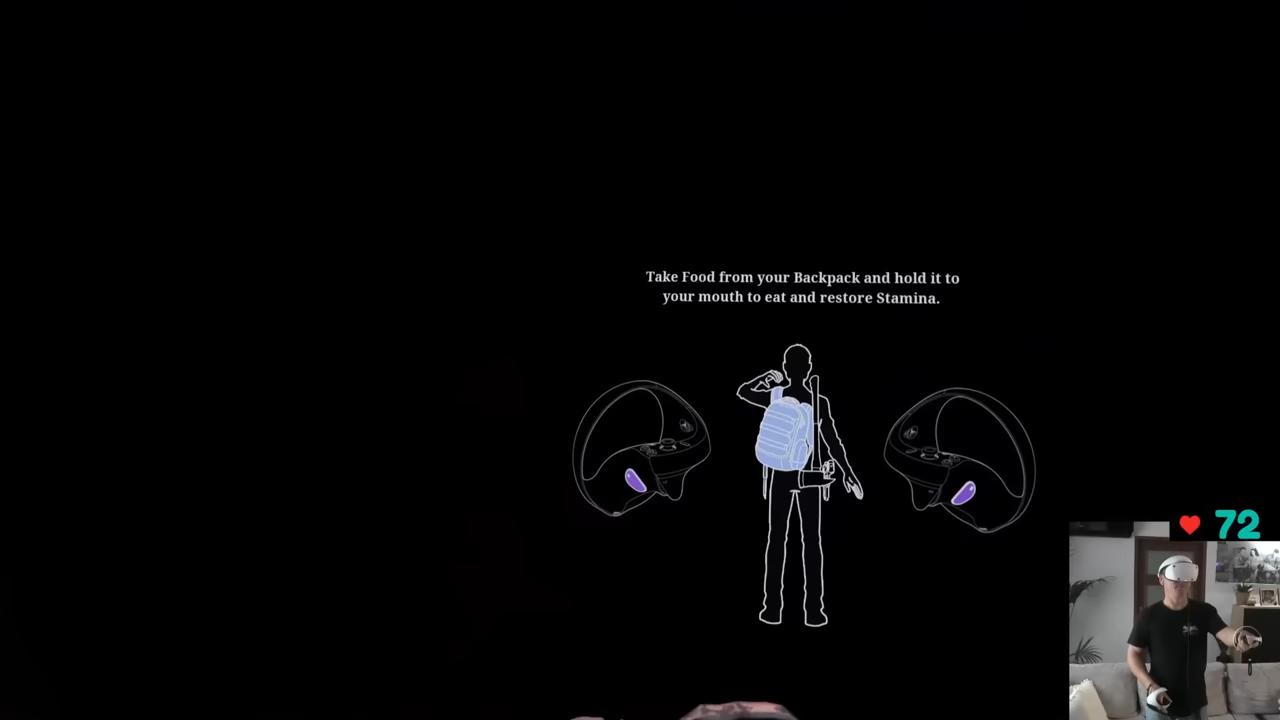 Take Food from your Backpack and hold it to
your mouth to eat and restore Stamina.
72